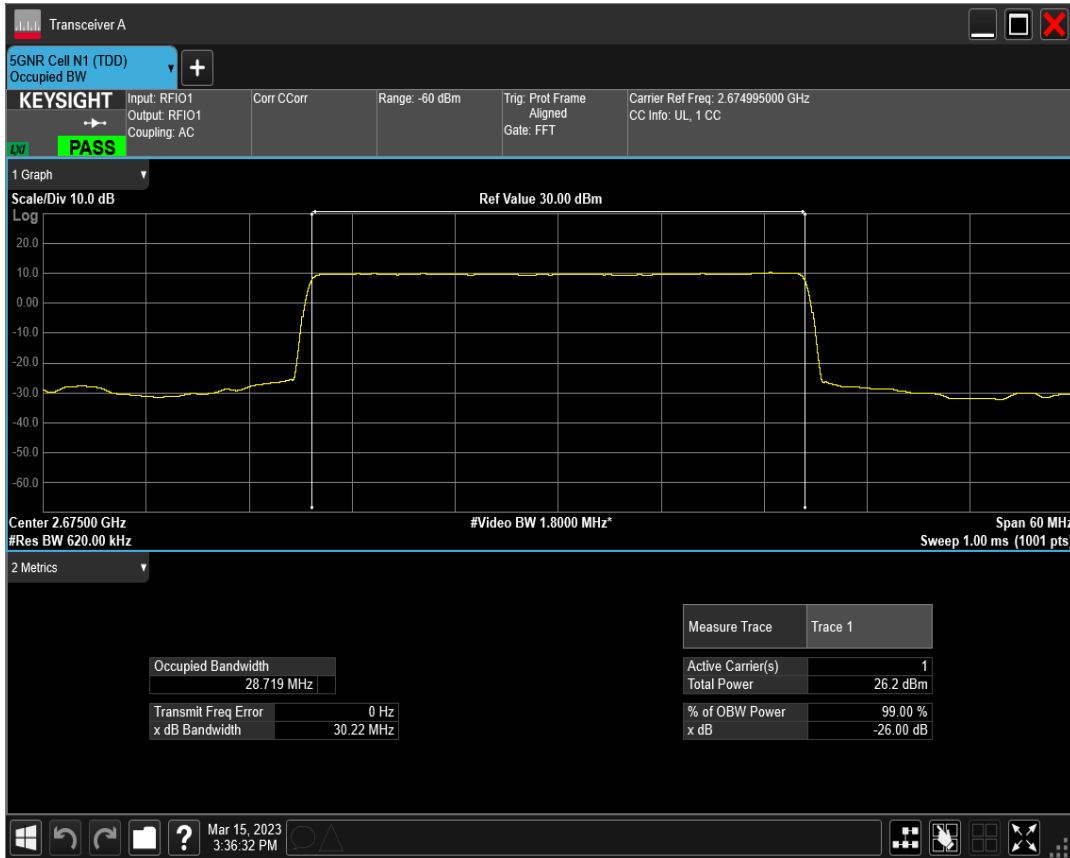 Transceiver A
5GNR Cell N1 (TDD)
Occupied BW
+
KEYSIGHT
LXI
PASS
Input: RFIO1
Output: RFIO1
Coupling: AC
Corr CCorr
Range: -60 dBm
Trig: Prot Frame
Aligned
Gate: FFT
Carrier Ref Freq: 2.674995000 GHz
CC Info: UL, 1 CC
1 Graph
Scale/Div 10.0 dB
Ref Value 30.00 dBm
Log
20.0
10.0
0.00
-10.0
-20.0
-30.0
-40.0
-50.0
-60.0
Center 2.67500 GHz
#Video BW 1.8000 MHz*
Span 60 MHz
#Res BW 620.00 kHz
Sweep 1.00 ms (1001 pts)
2 Metrics
Measure Trace Trace 1
Occupied Bandwidth
28.719 MHz
Active Carrier(s) 1
Total Power 26.2 dBm
Transmit Freq Error 0 Hz
x dB Bandwidth 30.22 MHz
% of OBW Power 99.00 %
x dB -26.00 dB
?
Mar 15, 2023
3:36:32 PM